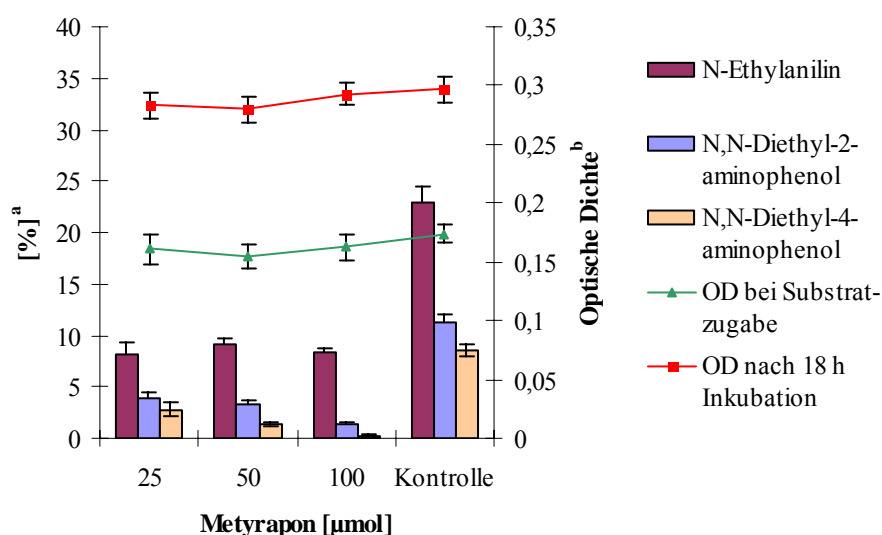 40
35
30
25
20
15
10
5
0
[%]ᵃ
0,35
0,3
0,25
0,2
0,15
0,1
0,05
0
Optische Dichteᵇ
25 50 100 Kontrolle
Metyrapon [µmol]
N-Ethylanilin
N,N-Diethyl-2-
aminophenol
N,N-Diethyl-4-
aminophenol
OD bei Substrat-
zugabe
OD nach 18 h
Inkubation